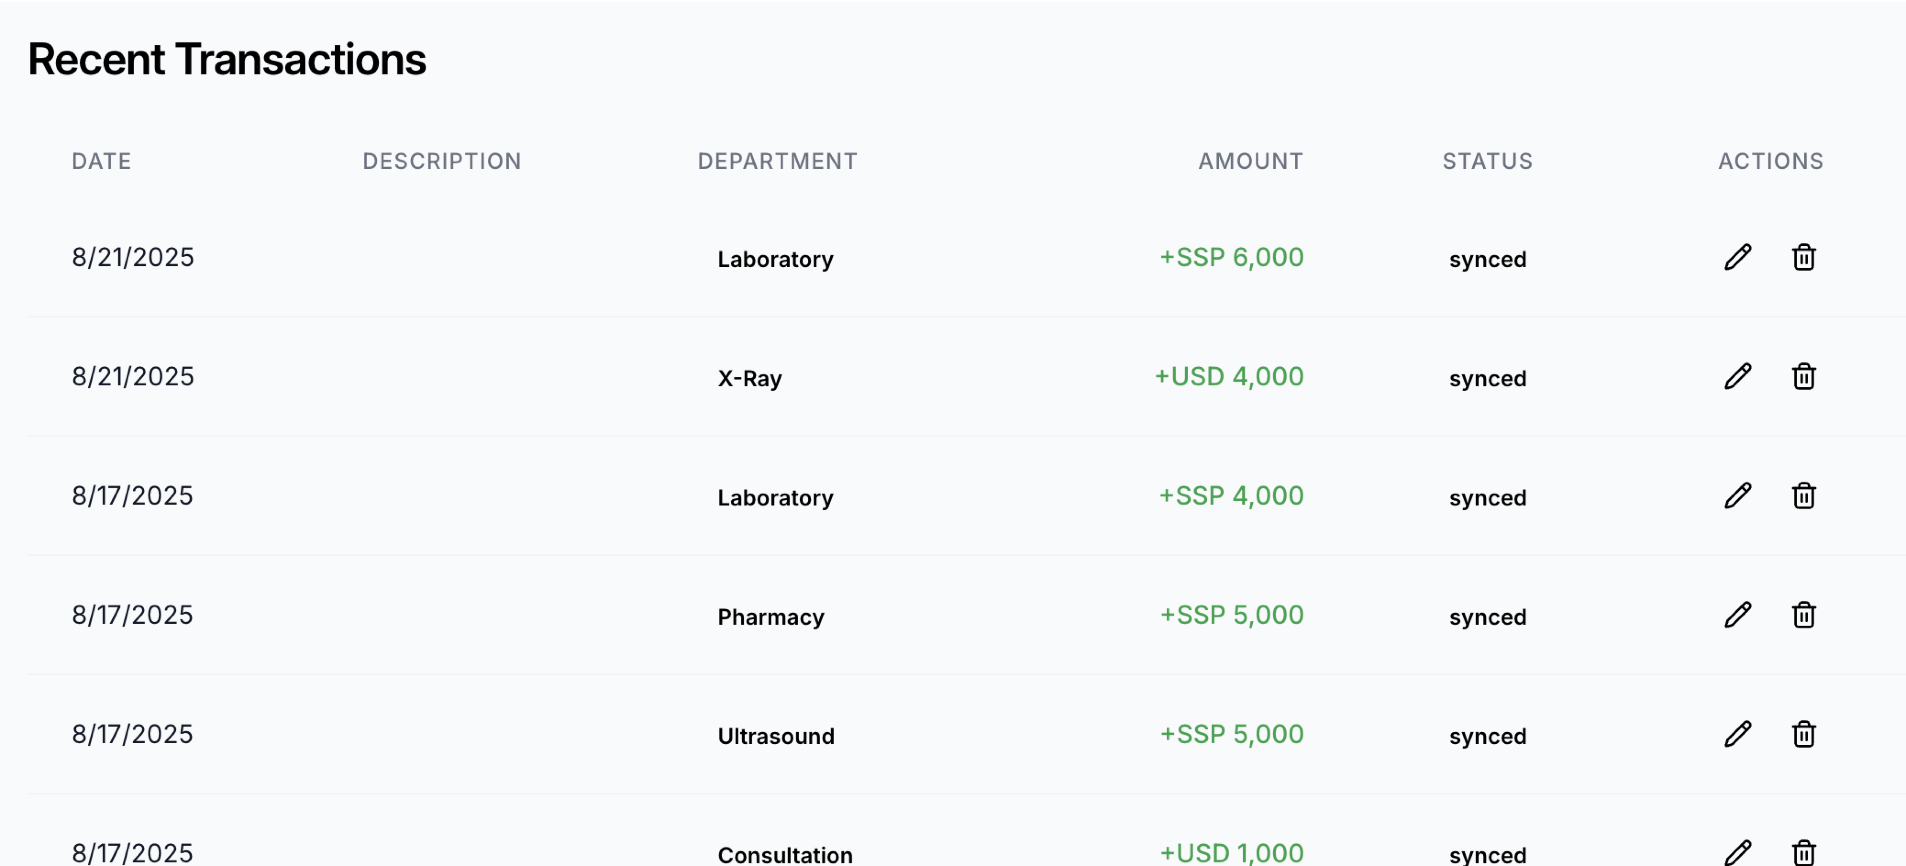 Recent Transactions
DATE DESCRIPTION DEPARTMENT AMOUNT STATUS ACTIONS
8/21/2025 Laboratory +SSP 6,000 synced
8/21/2025 X-Ray +USD 4,000 synced
8/17/2025 Laboratory +SSP 4,000 synced
8/17/2025 Pharmacy +SSP 5,000 synced
8/17/2025 Ultrasound +SSP 5,000 synced
8/17/2025 Consultation +USD 1,000 synced